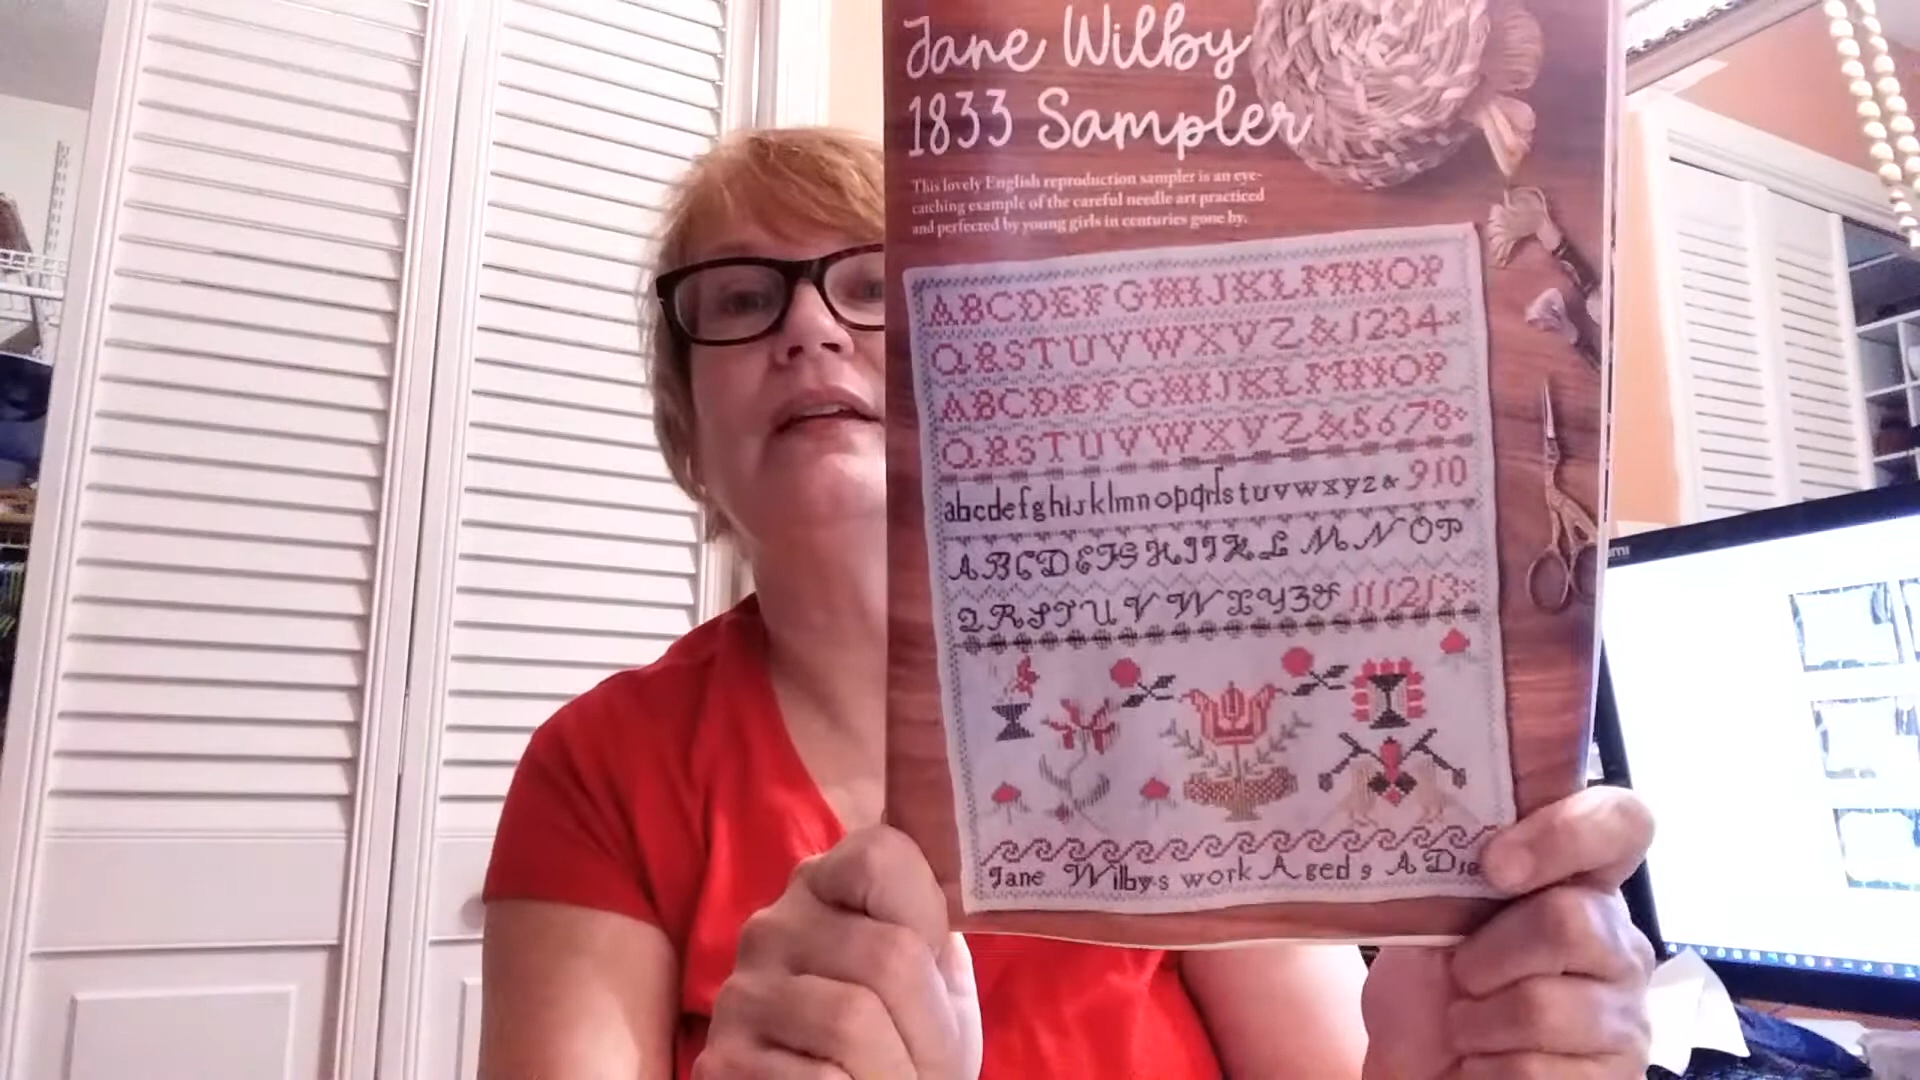 Jane Wilby
1833 Sampler
This lovely English reproduction sampler is an eye-
catching example of the careful needle art practiced
and perfected by young girls in centuries gone by.
ABCDEFGHIJKLMNOP
QRSTUVWXYZ&1234
ABCDEFGHIJKLMNOP
QRSTUVWXYZ&5678
abcdefghijklmnopqrſstuvwxyz& 910
ABCDEFGHIJKLMNOP
QRSTUVWXYZ& 111213
Jane Wilbys work Aged 9 AD